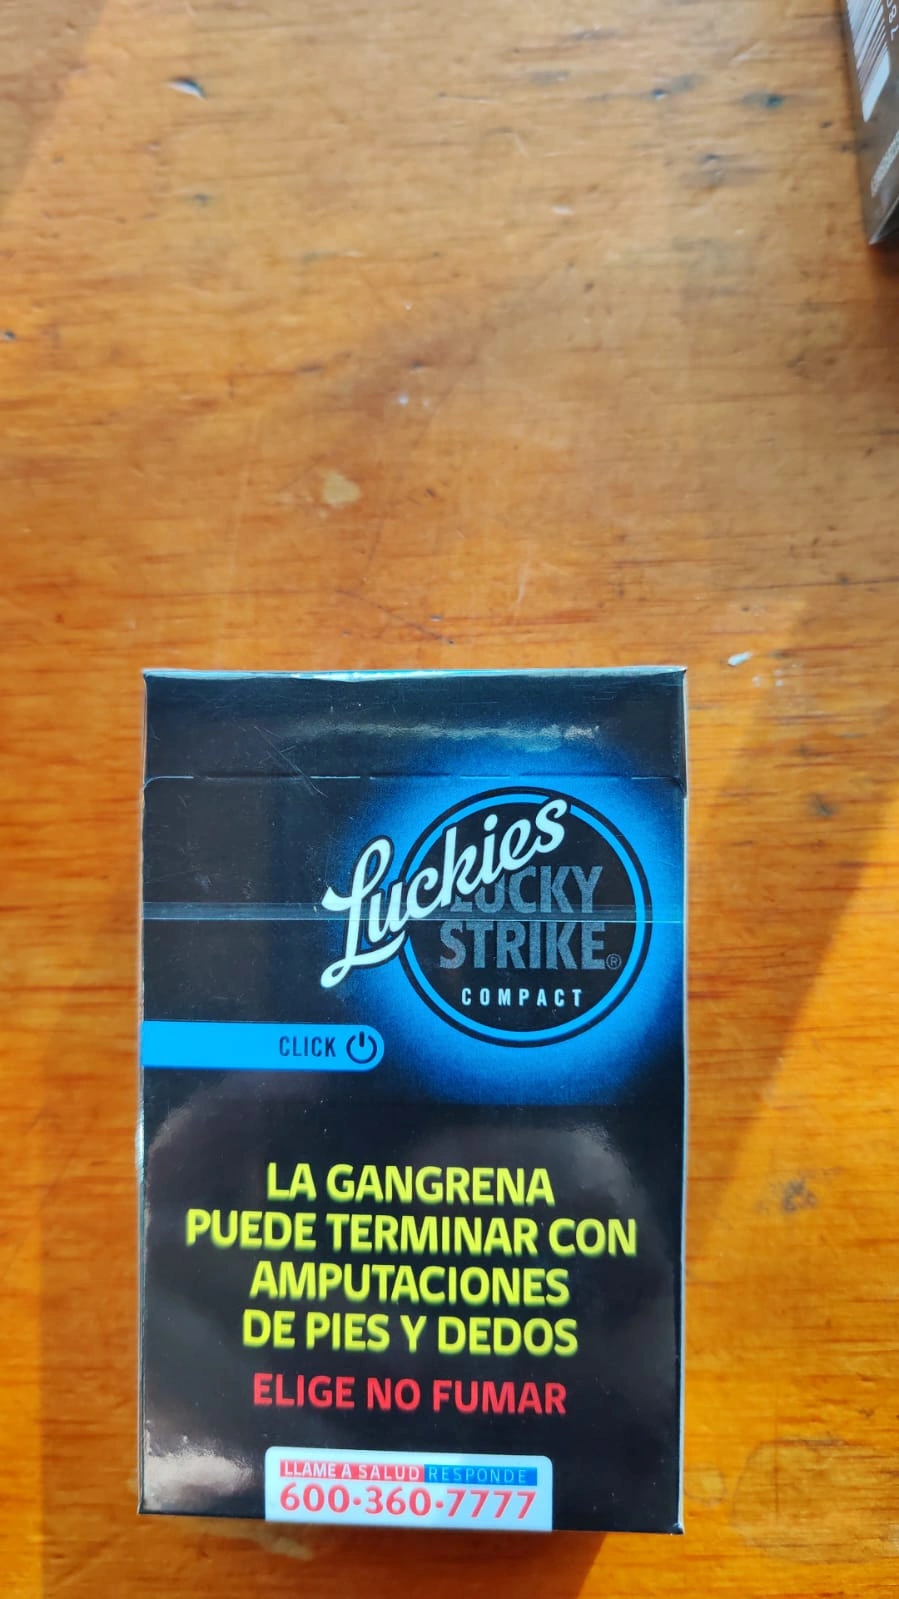 Luckies
LUCKY
STRIKE®
COMPACT
CLICK
LA GANGRENA
PUEDE TERMINAR CON
AMPUTACIONES
DE PIES Y DEDOS
ELIGE NO FUMAR
LLAME A SALUD RESPONDE
600·360·7777